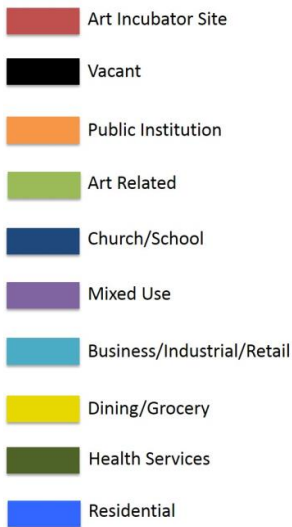 Art Incubator Site
Vacant
Public Institution
Art Related
Church/School
Mixed Use
Business/Industrial/Retail
Dining/Grocery
Health Services
Residential